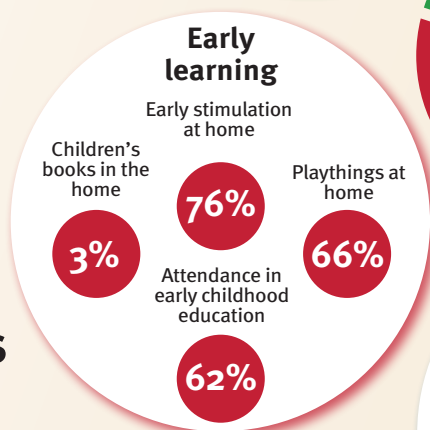 Early
learning
Early stimulation
at home
76%
Children's
books in the
home
3%
Playthings at
home
66%
Attendance in
early childhood
education
62%
s